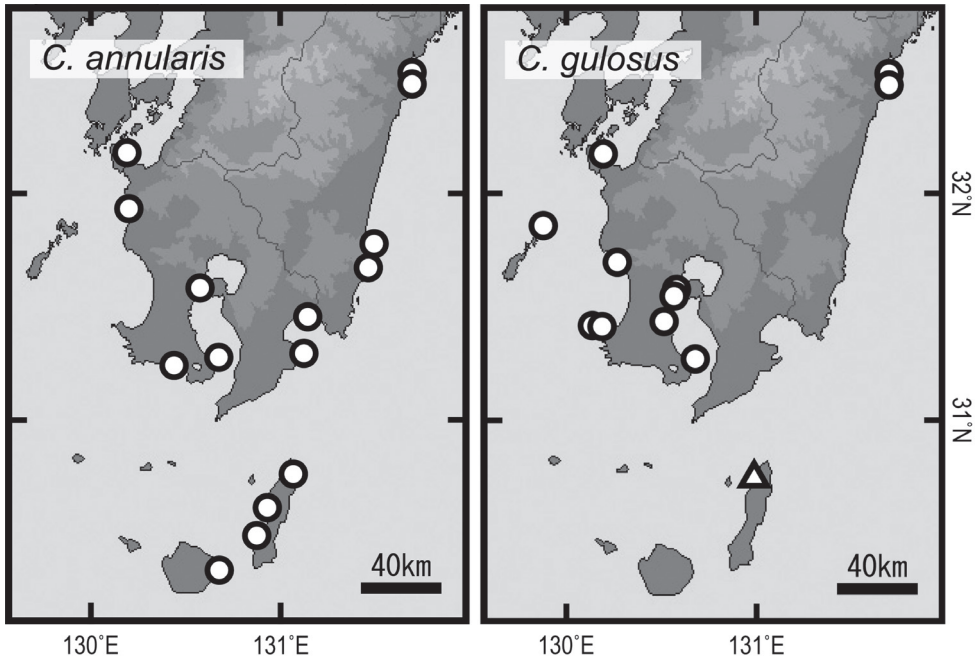 C. annularis
C. gulosus
32˚N
31˚N
40km
40km
130˚E
131˚E
130˚E
131˚E